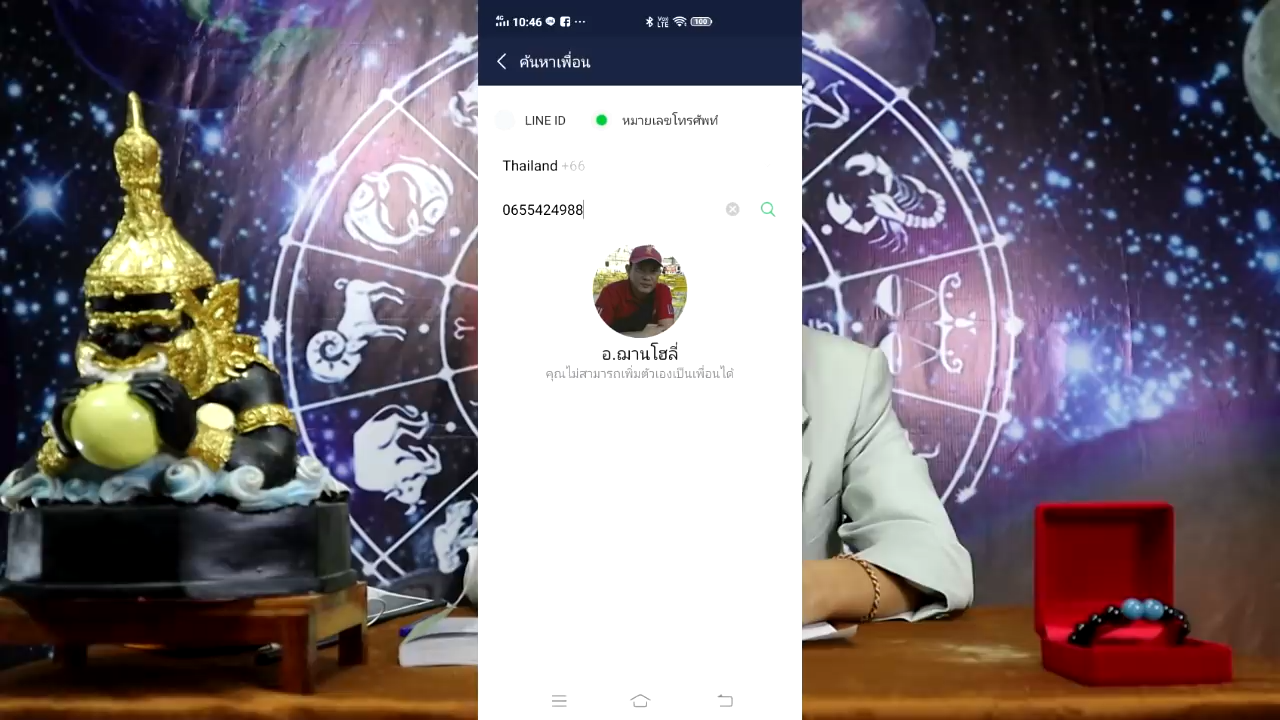 10:46
100
ค้นหาเพื่อน
LINE ID
หมายเลขโทรศัพท์
Thailand +66
0655424988
อ.ฌานโฮลี่
คุณไม่สามารถเพิ่มตัวเองเป็นเพื่อนได้